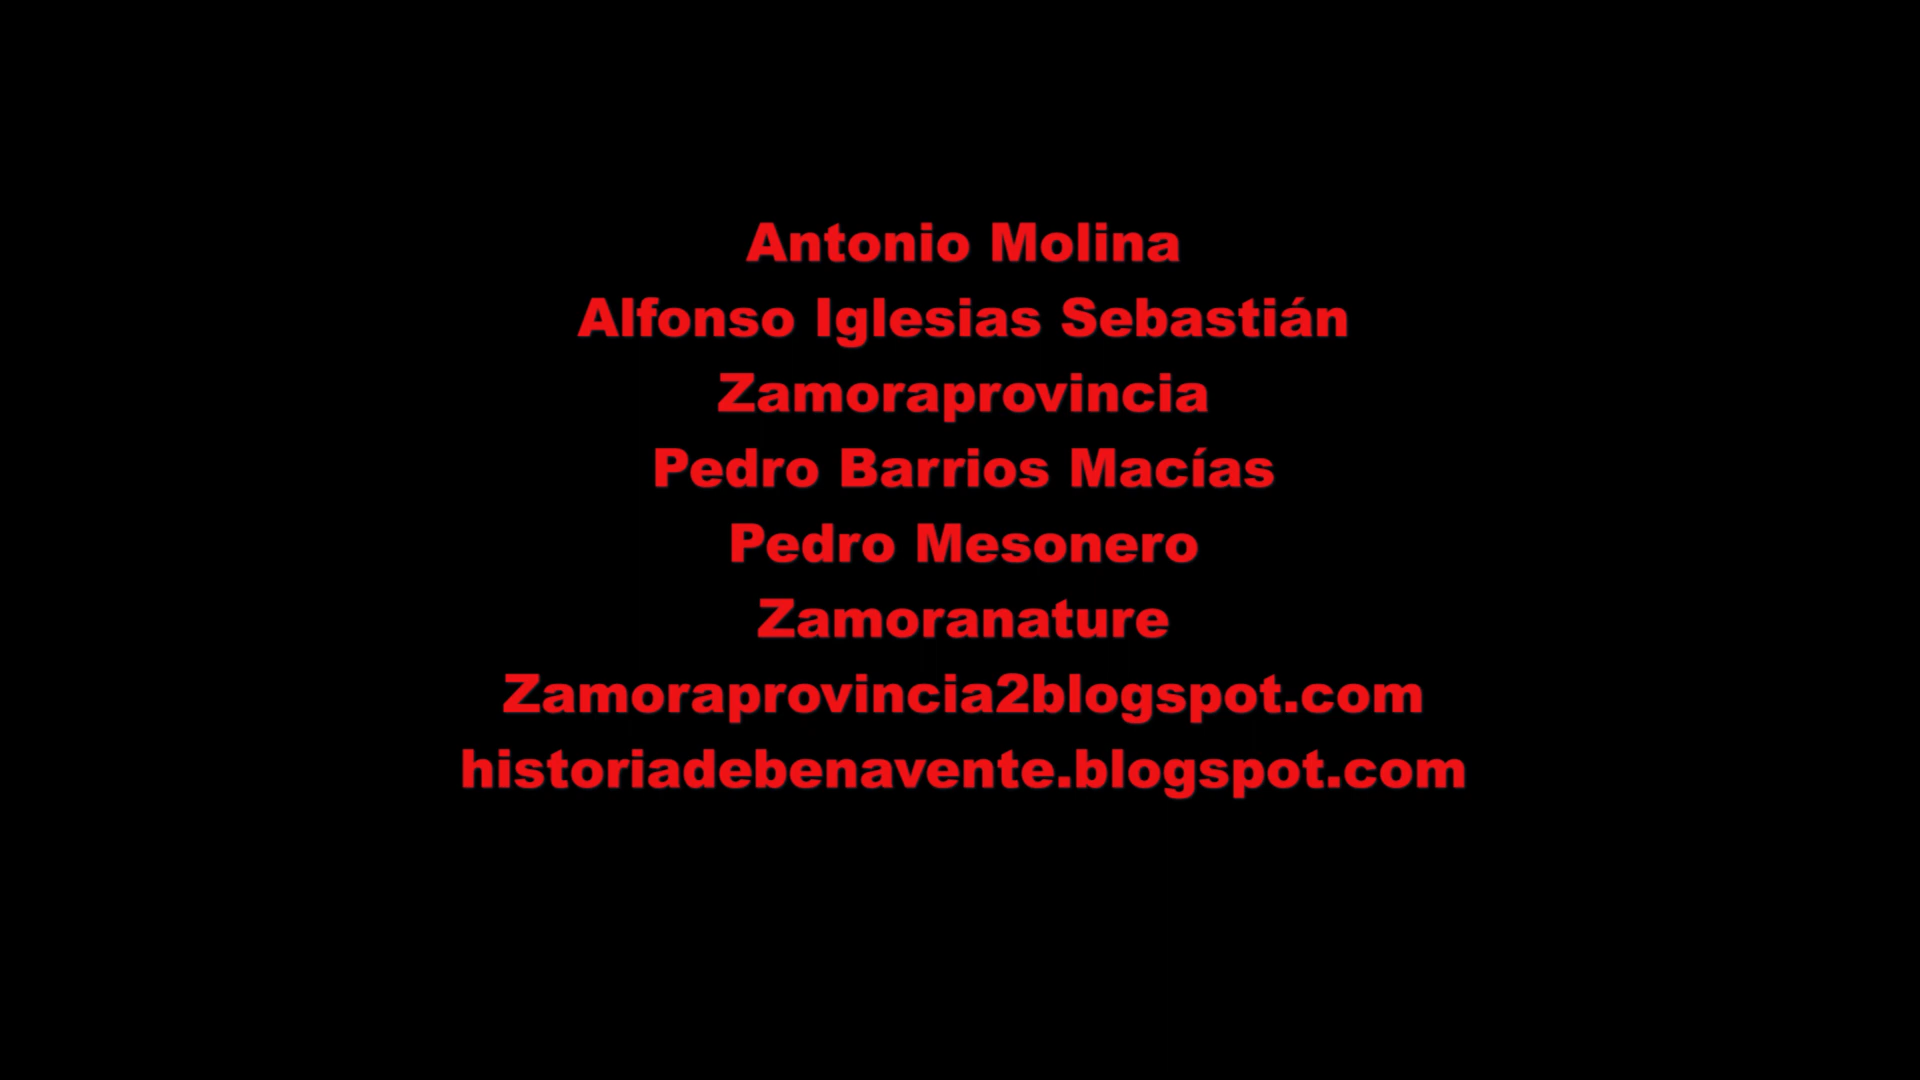 Antonio Molina
Alfonso Iglesias Sebastián
Zamoraprovincia
Pedro Barrios Macías
Pedro Mesonero
Zamoranature
Zamoraprovincia2blogspot.com
historiadebenavente.blogspot.com